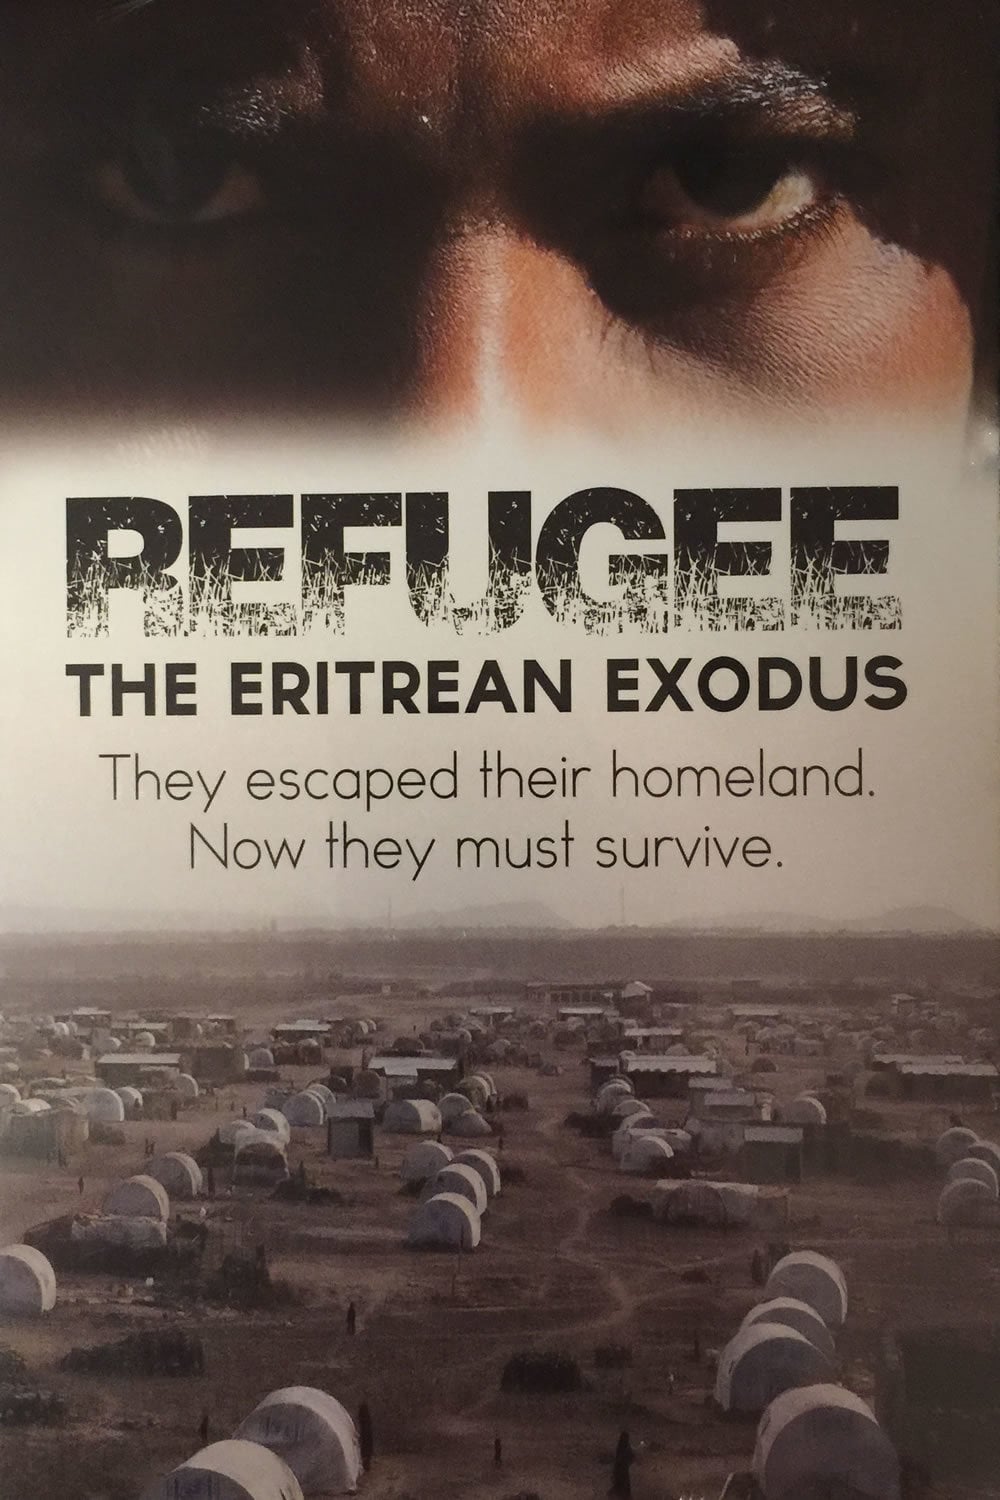 REFUGEE
THE ERITREAN EXODUS
They escaped their homeland.
Now they must survive.